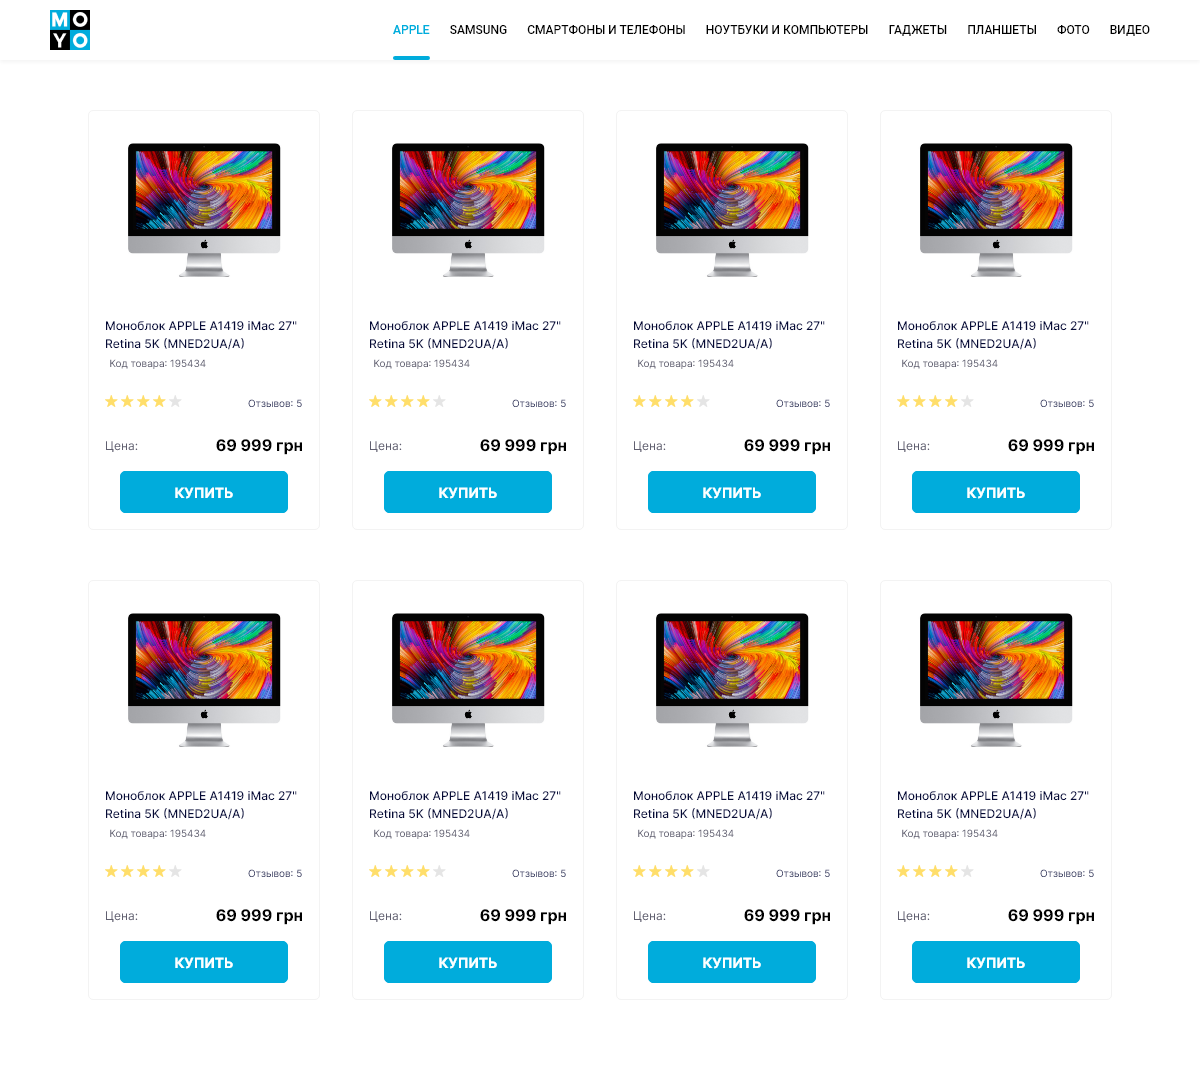 MO
YO
APPLE SAMSUNG СМАРТФОНЫ И ТЕЛЕФОНЫ НОУТБУКИ И КОМПЬЮТЕРЫ ГАДЖЕТЫ ПЛАНШЕТЫ ФОТО ВИДЕО
Моноблок APPLE A1419 iMac 27"
Retina 5K (MNED2UA/A)
Код товара: 195434
Отзывов: 5
Цена: 69 999 грн
КУПИТЬ
Моноблок APPLE A1419 iMac 27"
Retina 5K (MNED2UA/A)
Код товара: 195434
Отзывов: 5
Цена: 69 999 грн
КУПИТЬ
Моноблок APPLE A1419 iMac 27"
Retina 5K (MNED2UA/A)
Код товара: 195434
Отзывов: 5
Цена: 69 999 грн
КУПИТЬ
Моноблок APPLE A1419 iMac 27"
Retina 5K (MNED2UA/A)
Код товара: 195434
Отзывов: 5
Цена: 69 999 грн
КУПИТЬ
Моноблок APPLE A1419 iMac 27"
Retina 5K (MNED2UA/A)
Код товара: 195434
Отзывов: 5
Цена: 69 999 грн
КУПИТЬ
Моноблок APPLE A1419 iMac 27"
Retina 5K (MNED2UA/A)
Код товара: 195434
Отзывов: 5
Цена: 69 999 грн
КУПИТЬ
Моноблок APPLE A1419 iMac 27"
Retina 5K (MNED2UA/A)
Код товара: 195434
Отзывов: 5
Цена: 69 999 грн
КУПИТЬ
Моноблок APPLE A1419 iMac 27"
Retina 5K (MNED2UA/A)
Код товара: 195434
Отзывов: 5
Цена: 69 999 грн
КУПИТЬ